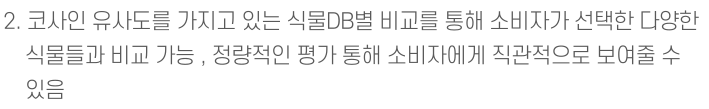 2. 코사인 유사도를 가지고 있는 식물DB별 비교를 통해 소비자가 선택한 다양한
식물들과 비교 가능 , 정량적인 평가 통해 소비자에게 직관적으로 보여줄 수
있음